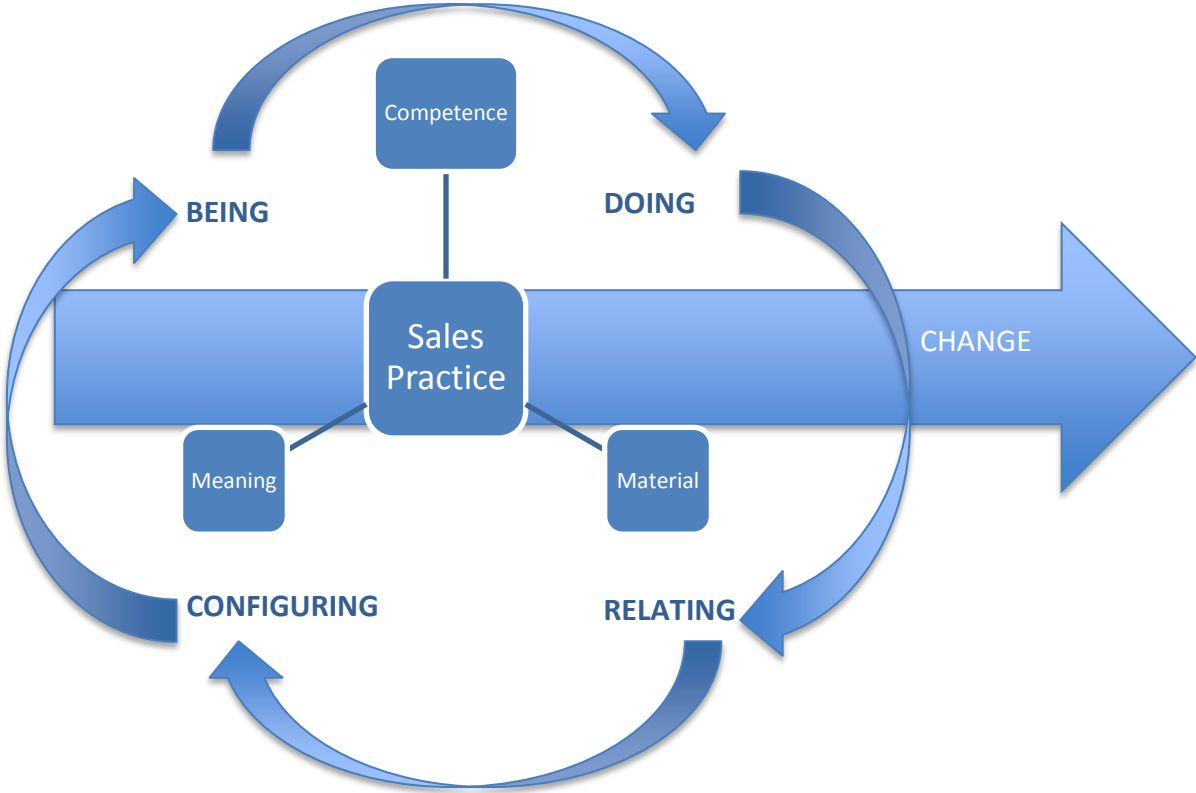 Competence
BEING
DOING
Sales
Practice
CHANGE
Meaning
Material
CONFIGURING
RELATING